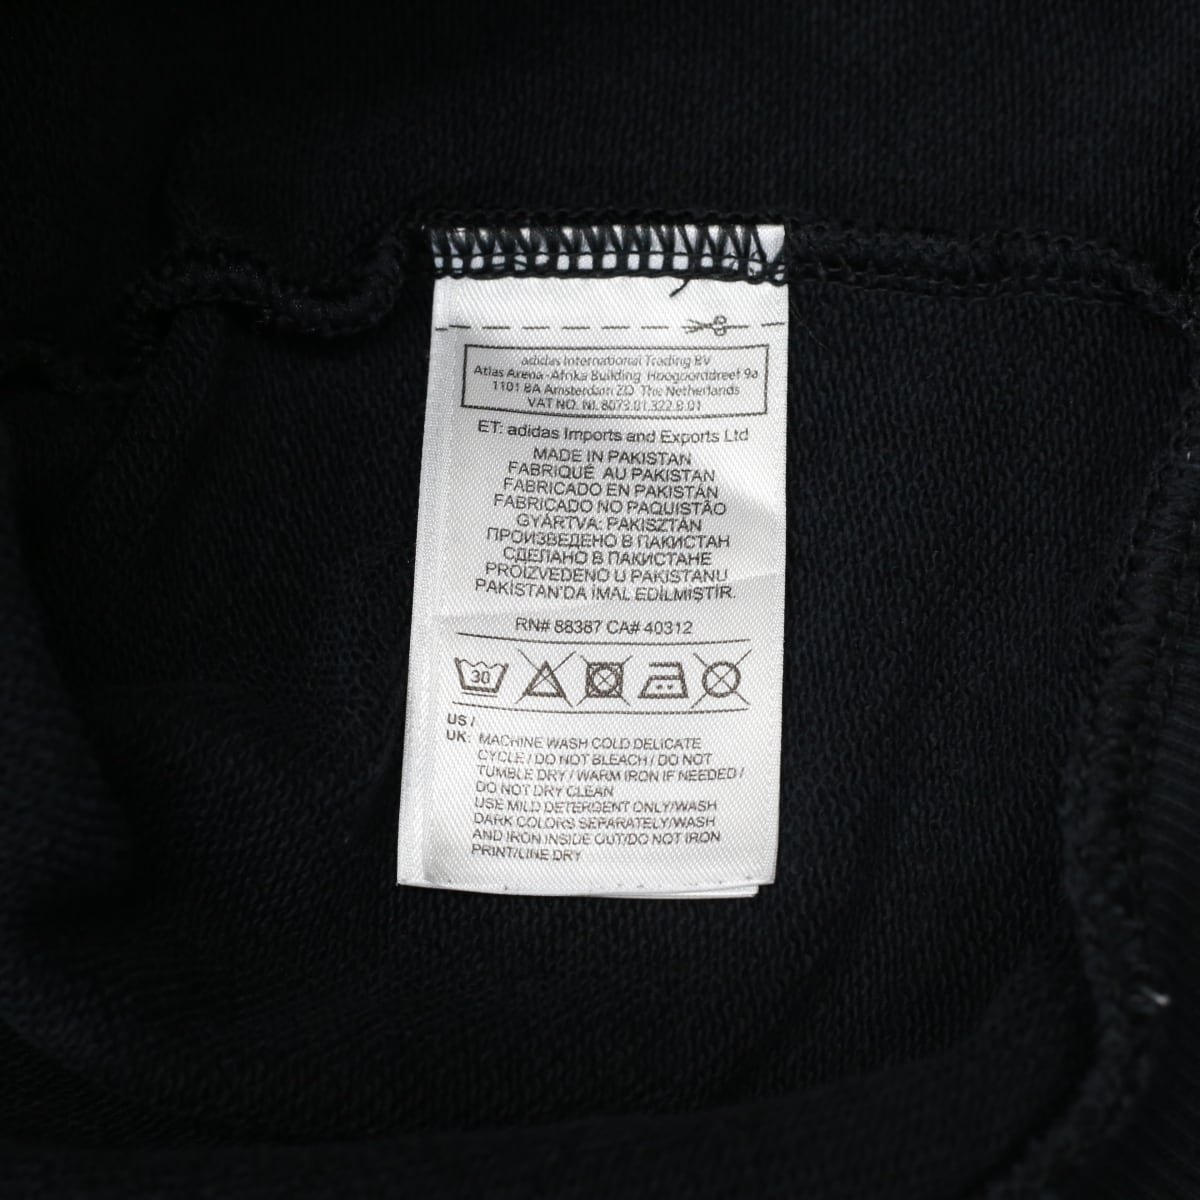 adidas International Trading BV
Atlas Arena-Afrika Building Hoogoorddreef 9a
1101 BA Amsterdam ZO The Netherlands
VAT NO. NL 8073.01.322.B.01
ET: adidas Imports and Exports Ltd
MADE IN PAKISTAN
FABRIQUÉ AU PAKISTAN
FABRICADO EN PAKISTÁN
FABRICADO NO PAQUISTÃO
GYÁRTVA: PAKISZTÁN
ПРОИЗВЕДЕНО В ПАКИСТАН
СДЕЛАНО В ПАКИСТАНЕ
PROIZVEDENO U PAKISTANU
PAKİSTAN'DA İMAL EDİLMİŞTİR.
RN# 88387 CA# 40312
30
US /
UK: MACHINE WASH COLD DELICATE
CYCLE / DO NOT BLEACH / DO NOT
TUMBLE DRY / WARM IRON IF NEEDED /
DO NOT DRY CLEAN
USE MILD DETERGENT ONLY/WASH
DARK COLORS SEPARATELY/WASH
AND IRON INSIDE OUT/DO NOT IRON
PRINT/LINE DRY